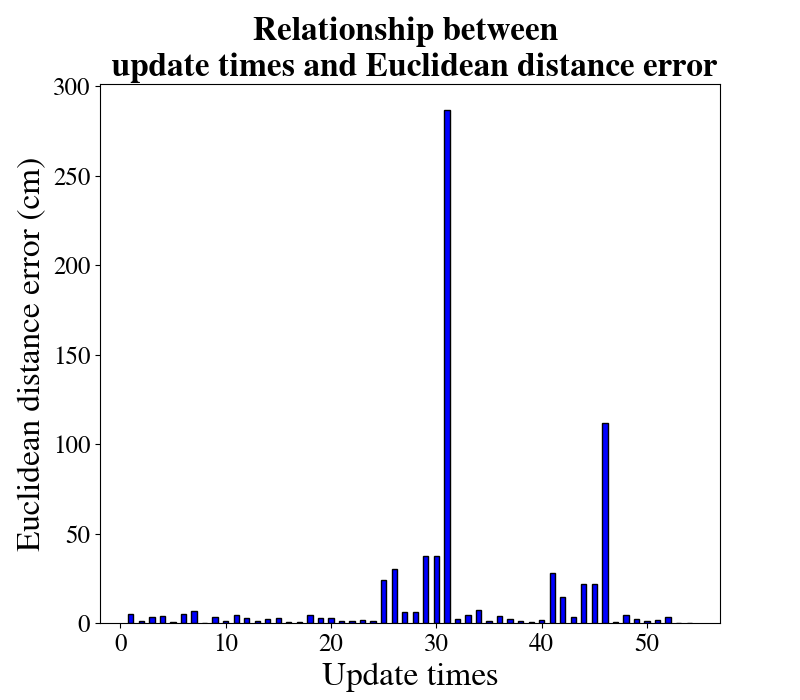 Relationship between
update times and Euclidean distance error
300
250
200
150
100
50
0
Euclidean distance error (cm)
0 10 20 30 40 50
Update times